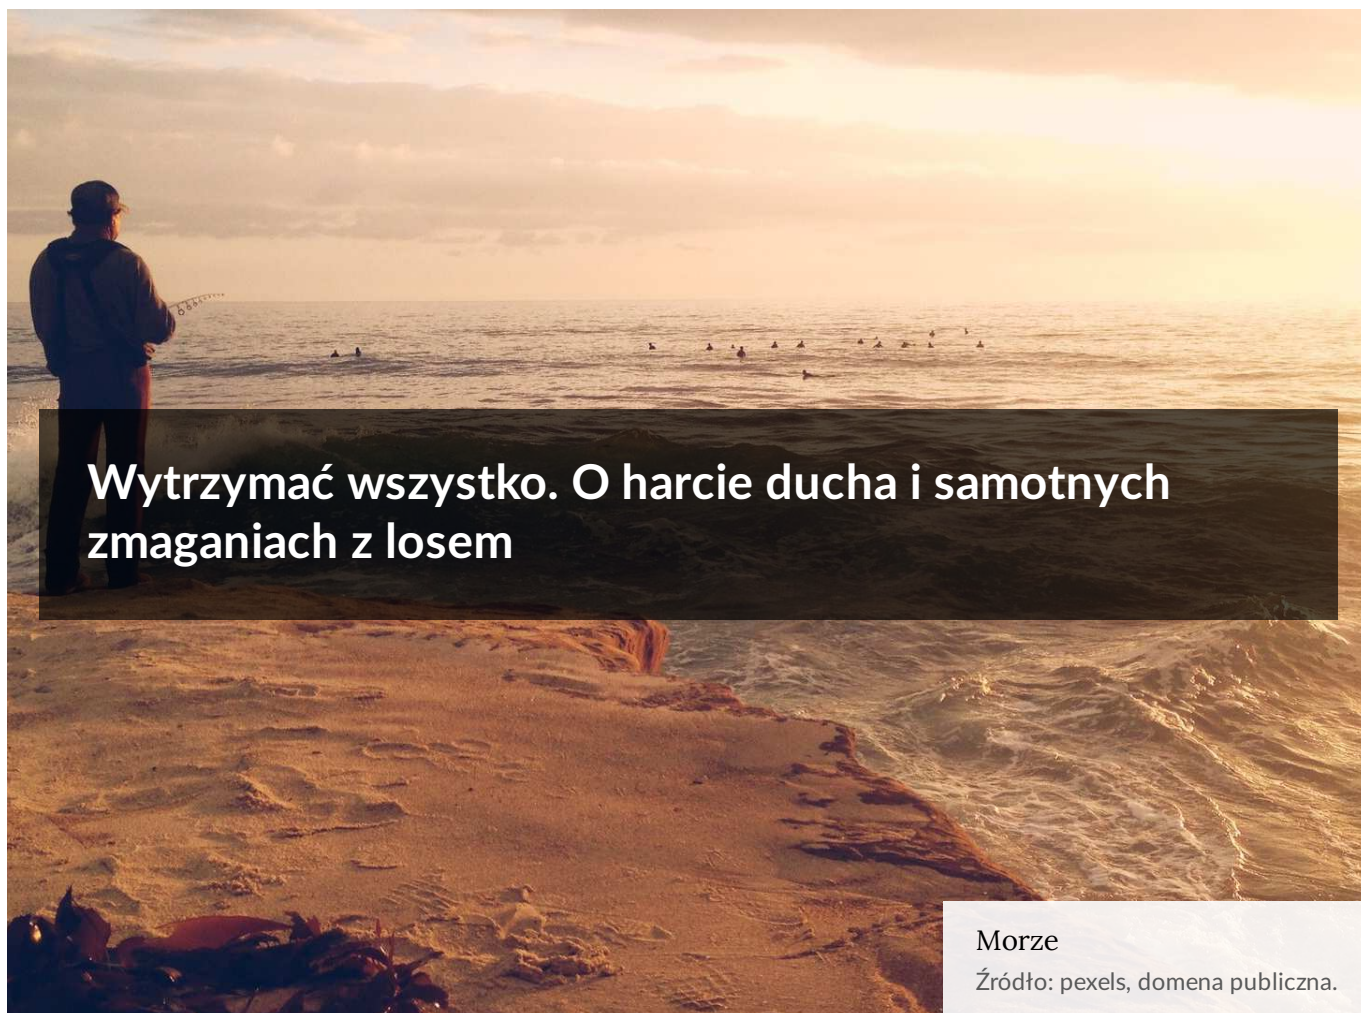 Wytrzymać wszystko. O harcie ducha i samotnych
zmaganiach z losem
Morze
Źródło: pexels, domena publiczna.